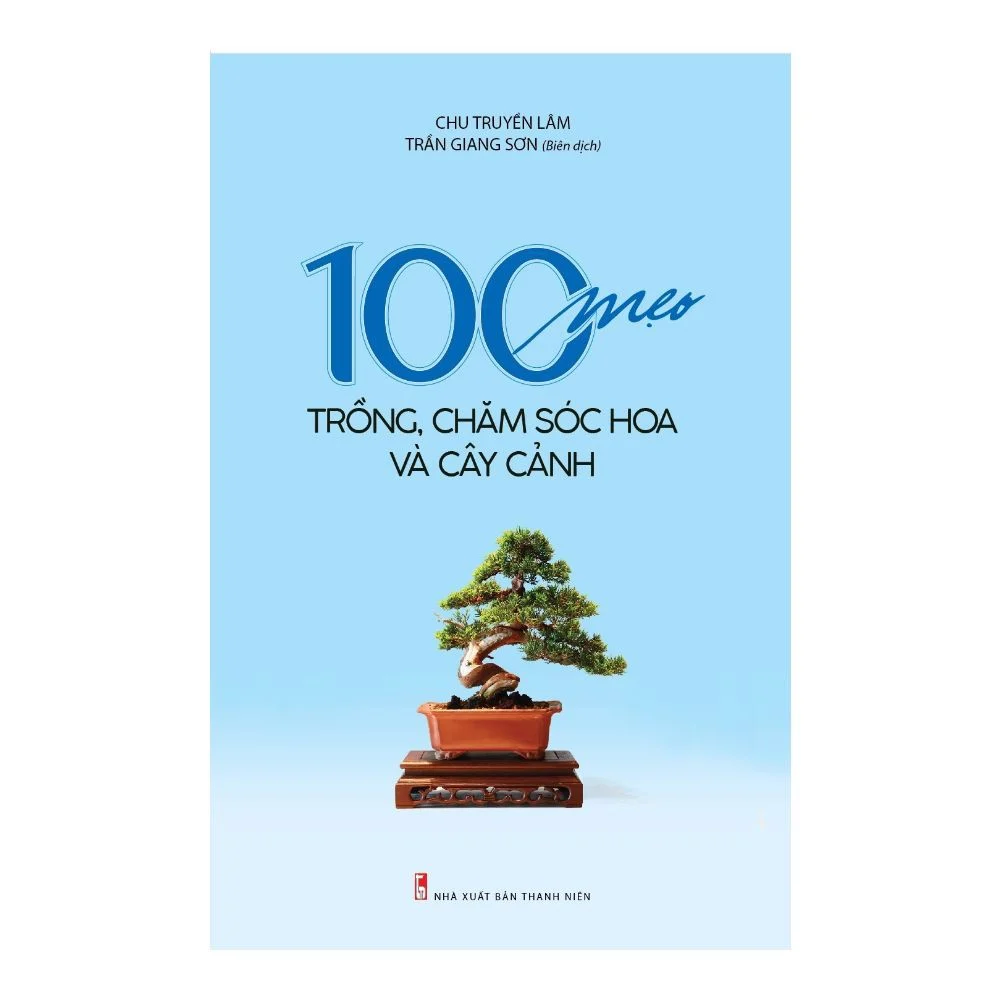 CHU TRUYỀN LÂM
TRẦN GIANG SƠN (Biên dịch)
100 mẹo
TRỒNG, CHĂM SÓC HOA
VÀ CÂY CẢNH
NHÀ XUẤT BẢN THANH NIÊN